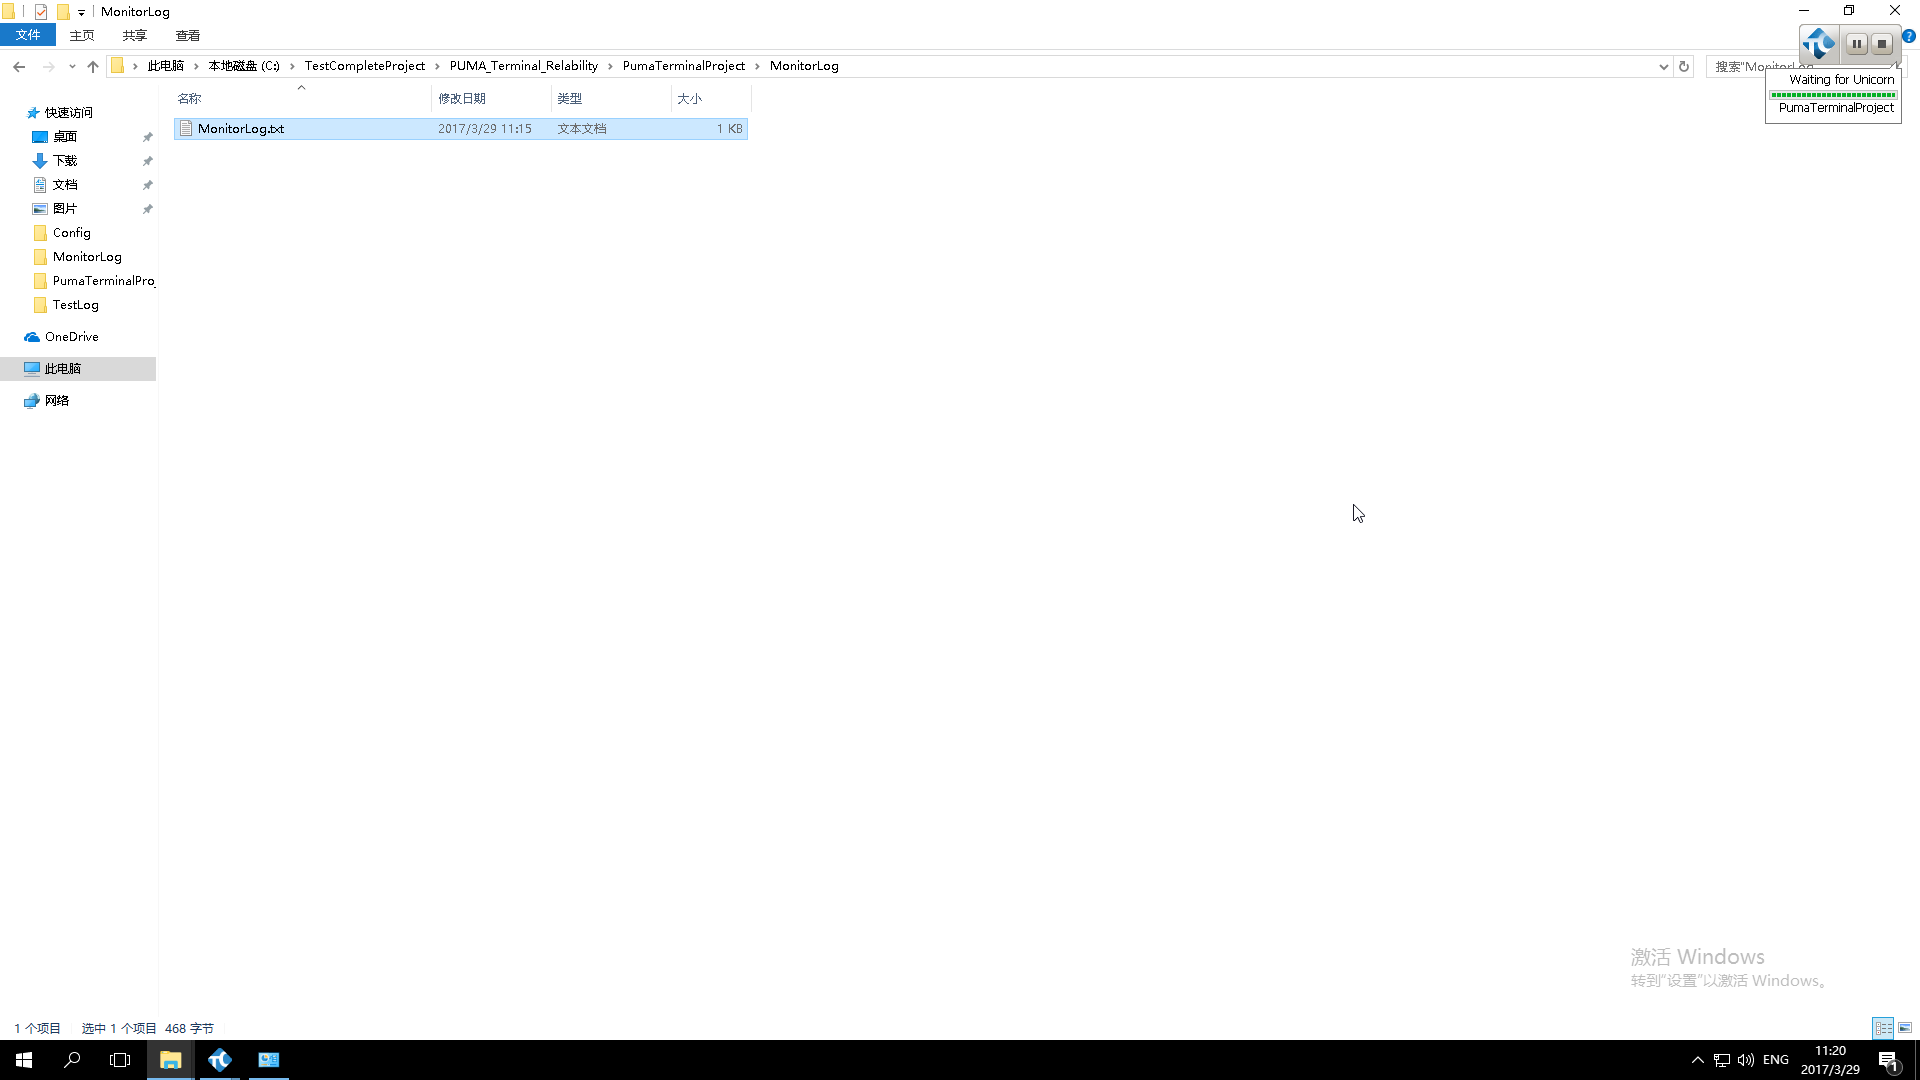 MonitorLog
文件 主页 共享 查看
此电脑 本地磁盘 (C:) TestCompleteProject PUMA_Terminal_Relability PumaTerminalProject MonitorLog
搜索"MonitorLog
Waiting for Unicorn
PumaTerminalProject
名称 修改日期 类型 大小
MonitorLog.txt 2017/3/29 11:15 文本文档 1 KB
快速访问
桌面
下载
文档
图片
Config
MonitorLog
PumaTerminalProj
TestLog
OneDrive
此电脑
网络
激活 Windows
转到"设置"以激活 Windows。
1 个项目 选中 1 个项目 468 字节
ENG
11:20
2017/3/29
1